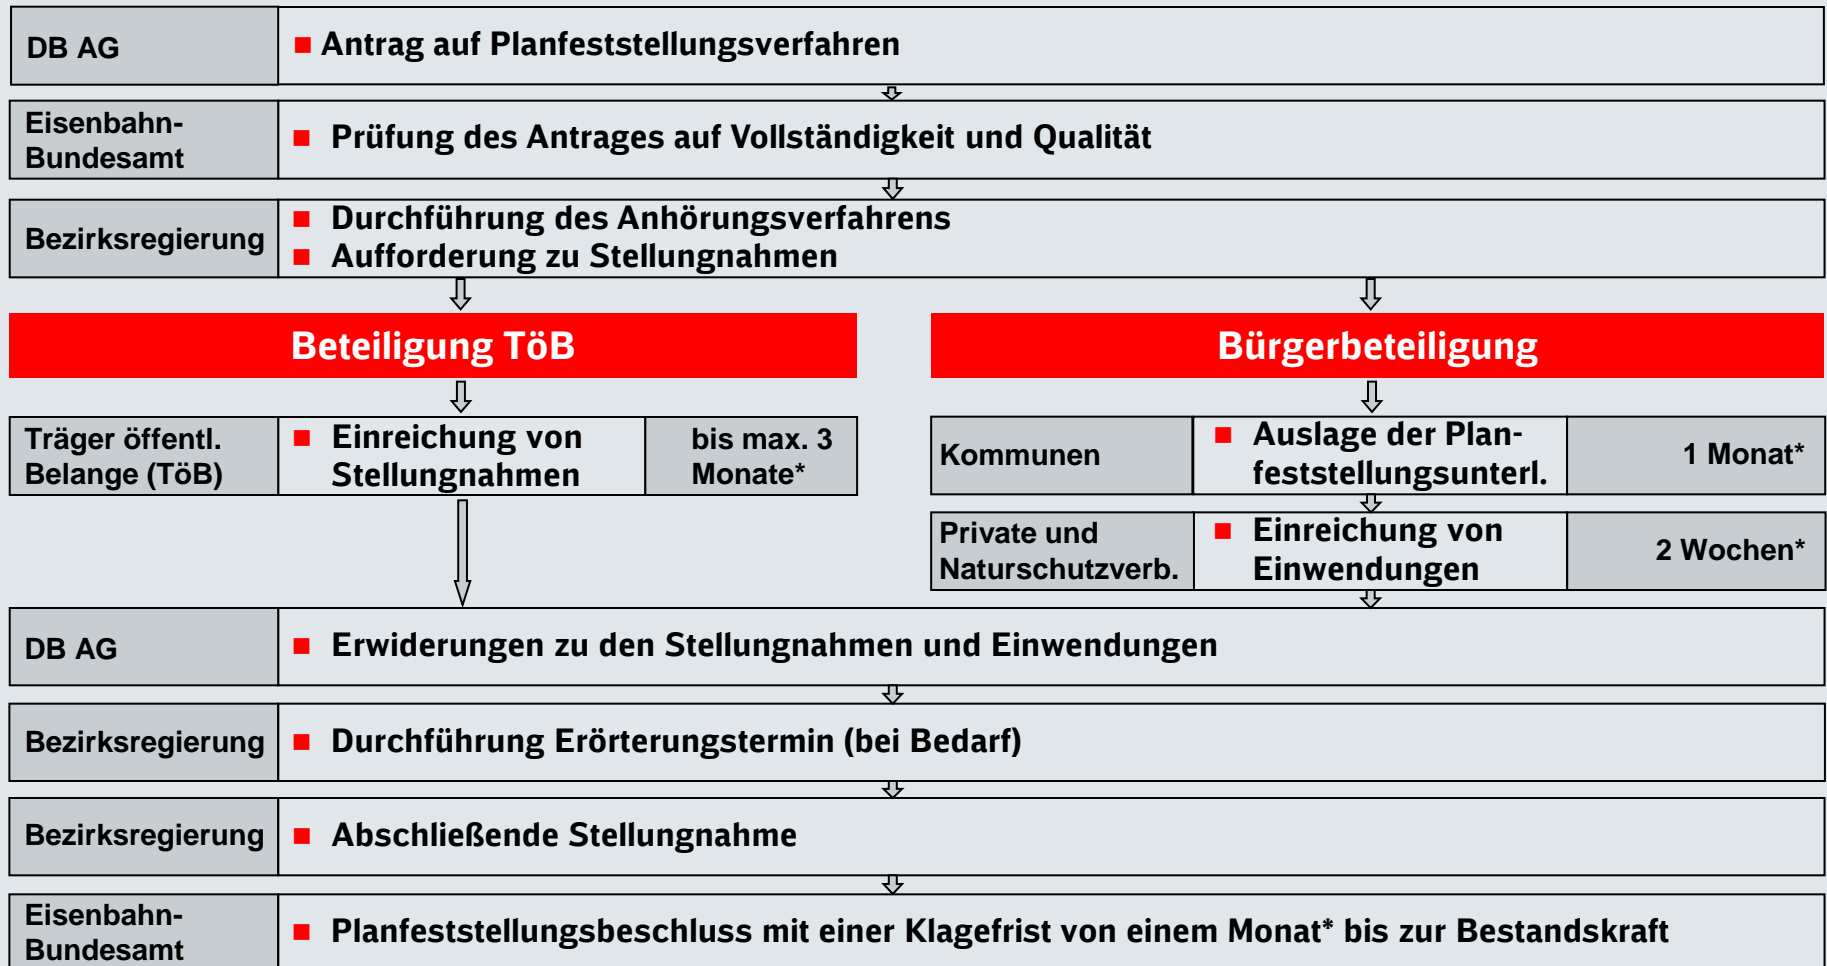 DB AG
Antrag auf Planfeststellungsverfahren
Eisenbahn-
Bundesamt
Prüfung des Antrages auf Vollständigkeit und Qualität
Bezirksregierung
Durchführung des Anhörungsverfahrens
Aufforderung zu Stellungnahmen
Beteiligung TöB
Träger öffentl.
Belange (TöB)
Einreichung von
Stellungnahmen
bis max. 3
Monate*
Bürgerbeteiligung
Kommunen
Auslage der Plan-
feststellungsunterl.
1 Monat*
Private und
Naturschutzverb.
Einreichung von
Einwendungen
2 Wochen*
DB AG
Erwiderungen zu den Stellungnahmen und Einwendungen
Bezirksregierung
Durchführung Erörterungstermin (bei Bedarf)
Bezirksregierung
Abschließende Stellungnahme
Eisenbahn-
Bundesamt
Planfeststellungsbeschluss mit einer Klagefrist von einem Monat* bis zur Bestandskraft